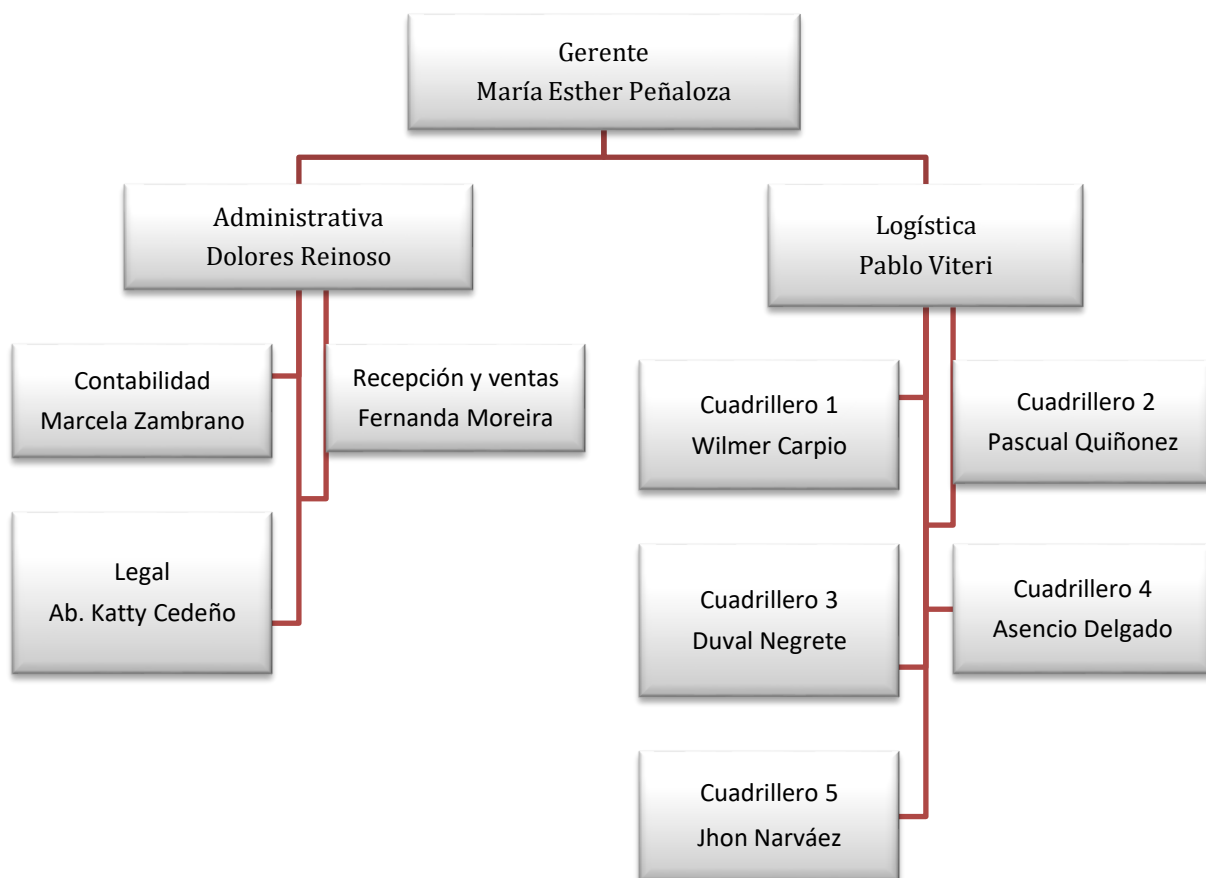 Gerente
María Esther Peñaloza
Administrativa
Dolores Reinoso
Logística
Pablo Viteri
Contabilidad
Marcela Zambrano
Recepción y ventas
Fernanda Moreira
Cuadrillero 1
Wilmer Carpio
Cuadrillero 2
Pascual Quiñonez
Legal
Ab. Katty Cedeño
Cuadrillero 3
Duval Negrete
Cuadrillero 4
Asencio Delgado
Cuadrillero 5
Jhon Narváez